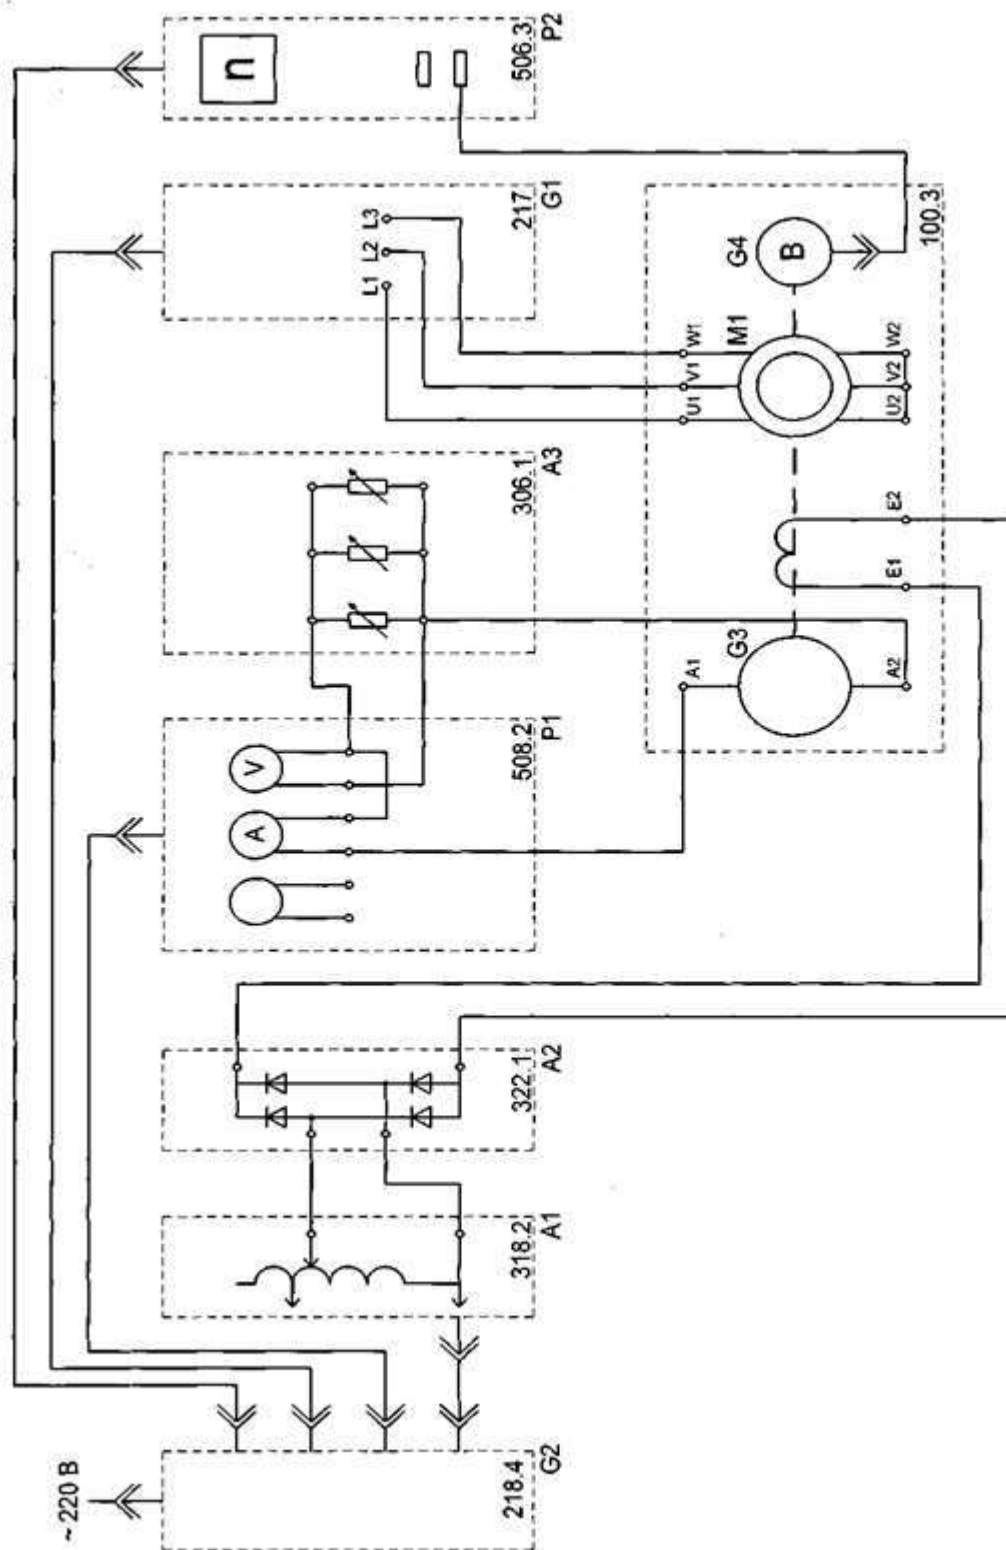 ~220 В
218.4
G2
318.2
A1
322.1
A2
A
V
508.2
P1
306.1
A3
L1 L2 L3
217
G1
n
506.3
P2
A1
G3
A2
E1
E2
U1
V1
W1
M1
U2
V2
W2
G4
B
100.3